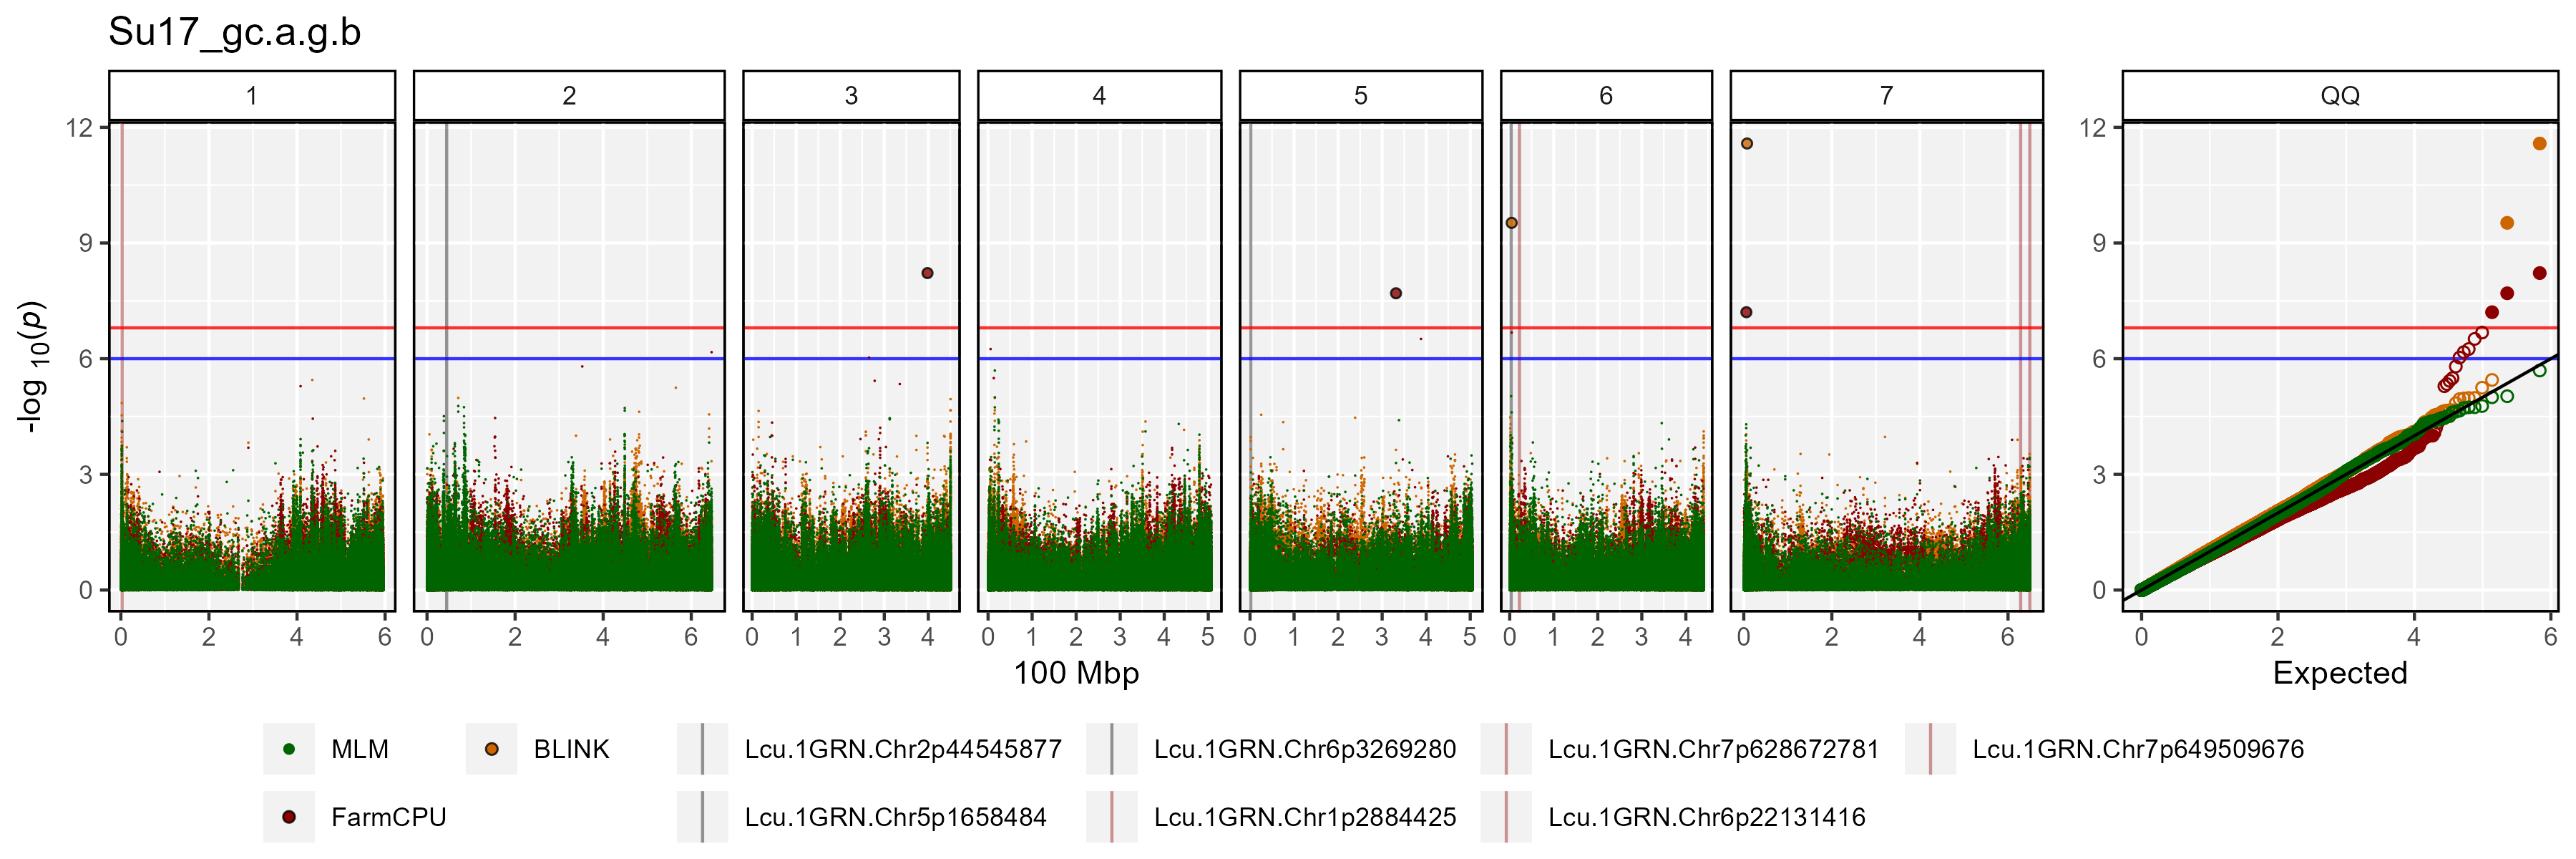 Su17_gc.a.g.b
1 2 3 4 5 6 7 QQ
12 9 6 3 0
-log 10(p)
12 9 6 3 0
0 2 4 6 0 2 4 6 0 1 2 3 4 0 1 2 3 4 5 0 1 2 3 4 5 0 1 2 3 4 0 2 4 6 0 2 4 6
100 Mbp Expected
MLM BLINK Lcu.1GRN.Chr2p44545877 Lcu.1GRN.Chr6p3269280 Lcu.1GRN.Chr7p628672781 Lcu.1GRN.Chr7p649509676
FarmCPU Lcu.1GRN.Chr5p1658484 Lcu.1GRN.Chr1p2884425 Lcu.1GRN.Chr6p22131416